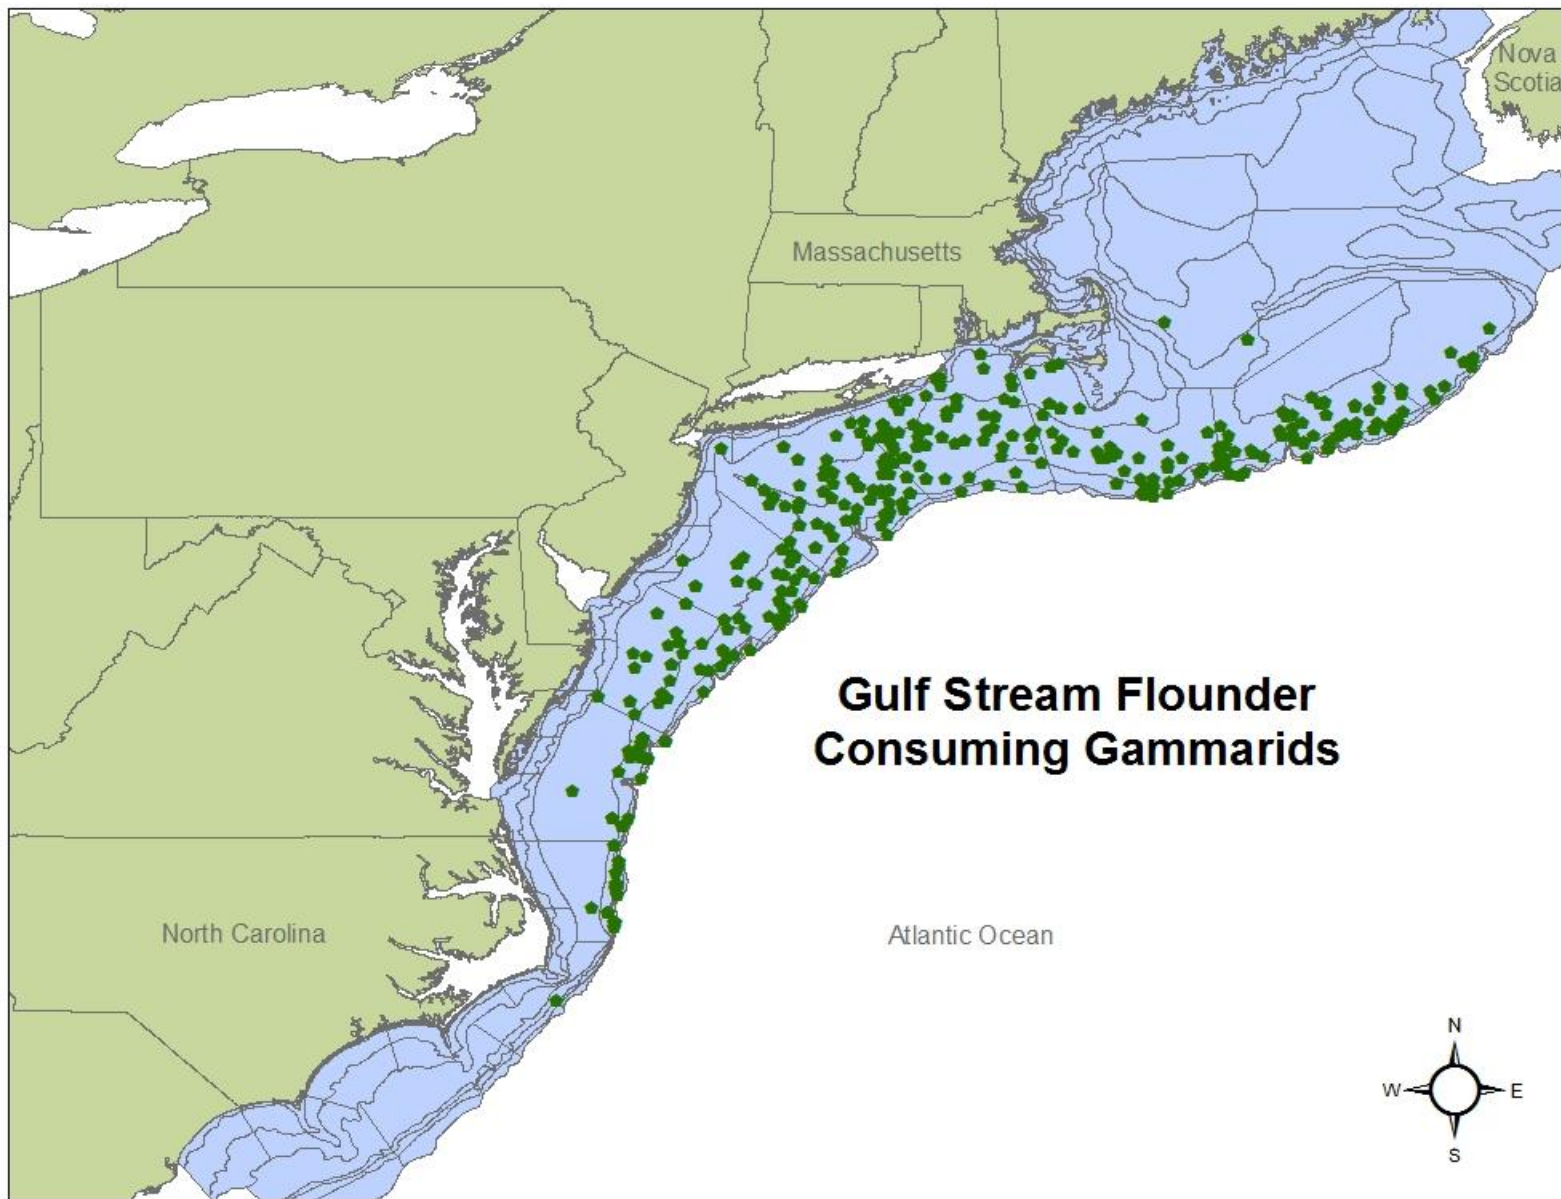 Nova
Scotia
Massachusetts
Gulf Stream Flounder
Consuming Gammarids
North Carolina
Atlantic Ocean
N
W
E
S